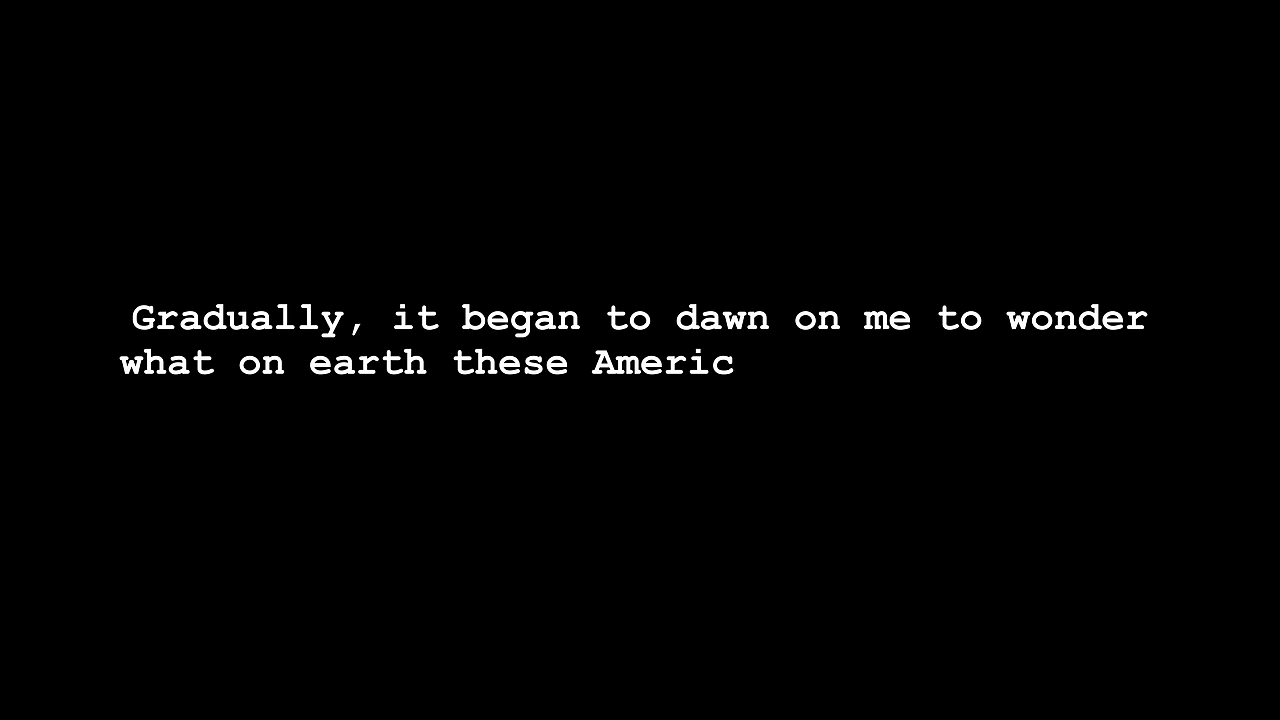 Gradually, it began to dawn on me to wonder
what on earth these Americ